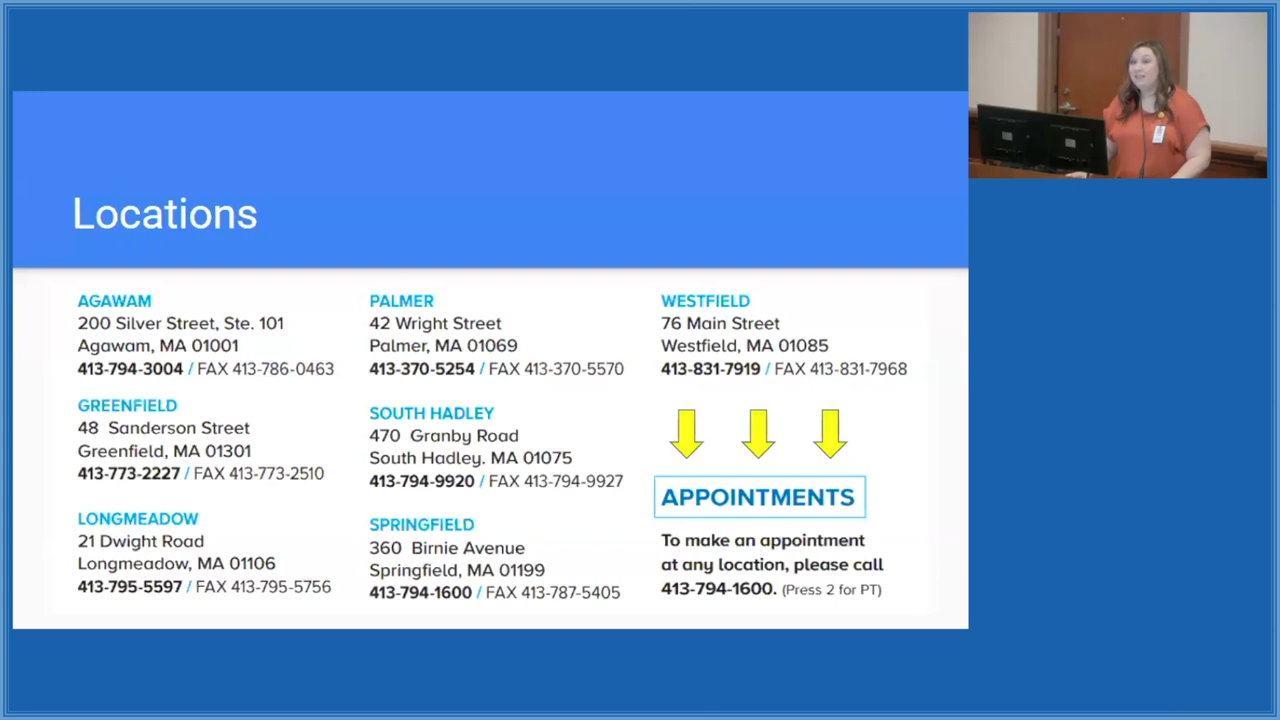 Locations
AGAWAM
200 Silver Street, Ste. 101
Agawam, MA 01001
413-794-3004 / FAX 413-786-0463
GREENFIELD
48 Sanderson Street
Greenfield, MA 01301
413-773-2227 / FAX 413-773-2510
LONGMEADOW
21 Dwight Road
Longmeadow, MA 01106
413-795-5597 / FAX 413-795-5756
PALMER
42 Wright Street
Palmer, MA 01069
413-370-5254 / FAX 413-370-5570
SOUTH HADLEY
470 Granby Road
South Hadley. MA 01075
413-794-9920 / FAX 413-794-9927
SPRINGFIELD
360 Birnie Avenue
Springfield, MA 01199
413-794-1600 / FAX 413-787-5405
WESTFIELD
76 Main Street
Westfield, MA 01085
413-831-7919 / FAX 413-831-7968
APPOINTMENTS
To make an appointment
at any location, please call
413-794-1600. (Press 2 for PT)